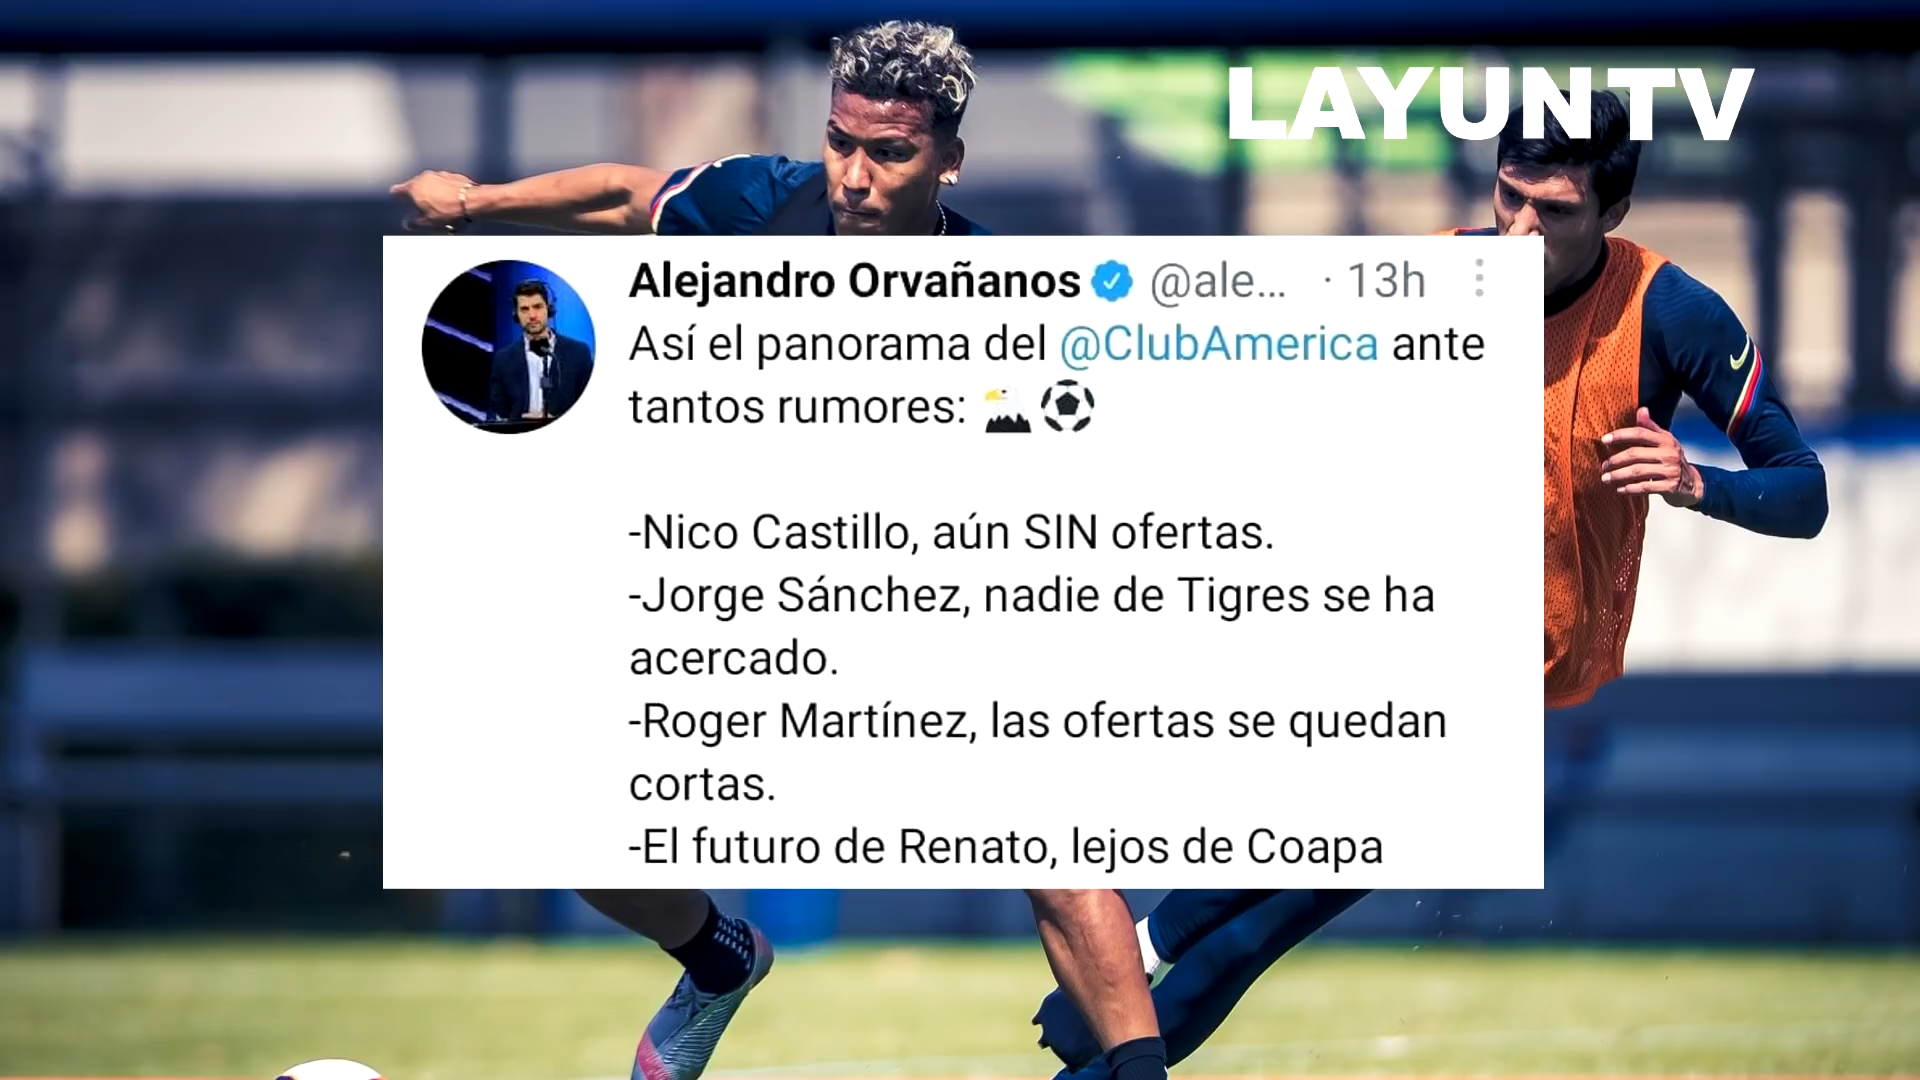 LAYUNTV
Alejandro Orvañanos @ale... · 13h
Así el panorama del @ClubAmerica ante
tantos rumores: 🦅⚽
-Nico Castillo, aún SIN ofertas.
-Jorge Sánchez, nadie de Tigres se ha
acercado.
-Roger Martínez, las ofertas se quedan
cortas.
-El futuro de Renato, lejos de Coapa